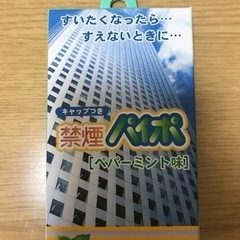 すいたくなったら…
すえないときに…
キャップつき
禁煙パイポ
[ペパーミント味]